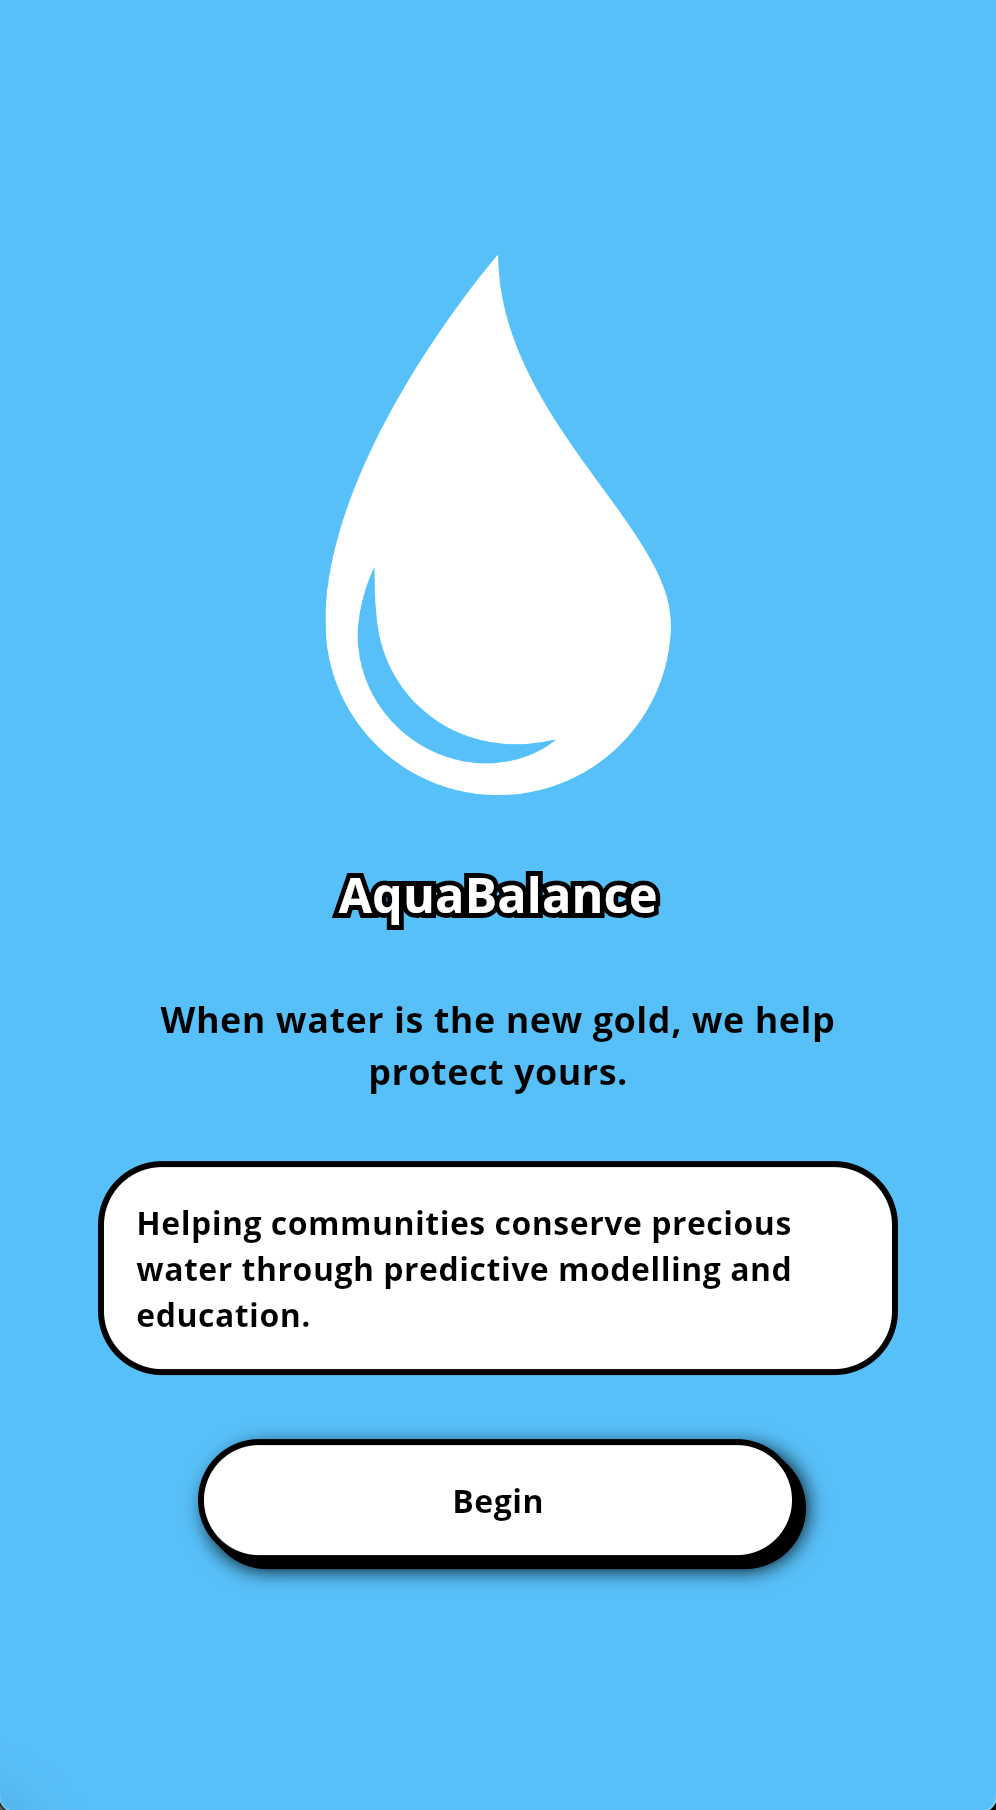 AquaBalance
When water is the new gold, we help
protect yours.
Helping communities conserve precious
water through predictive modelling and
education.
Begin